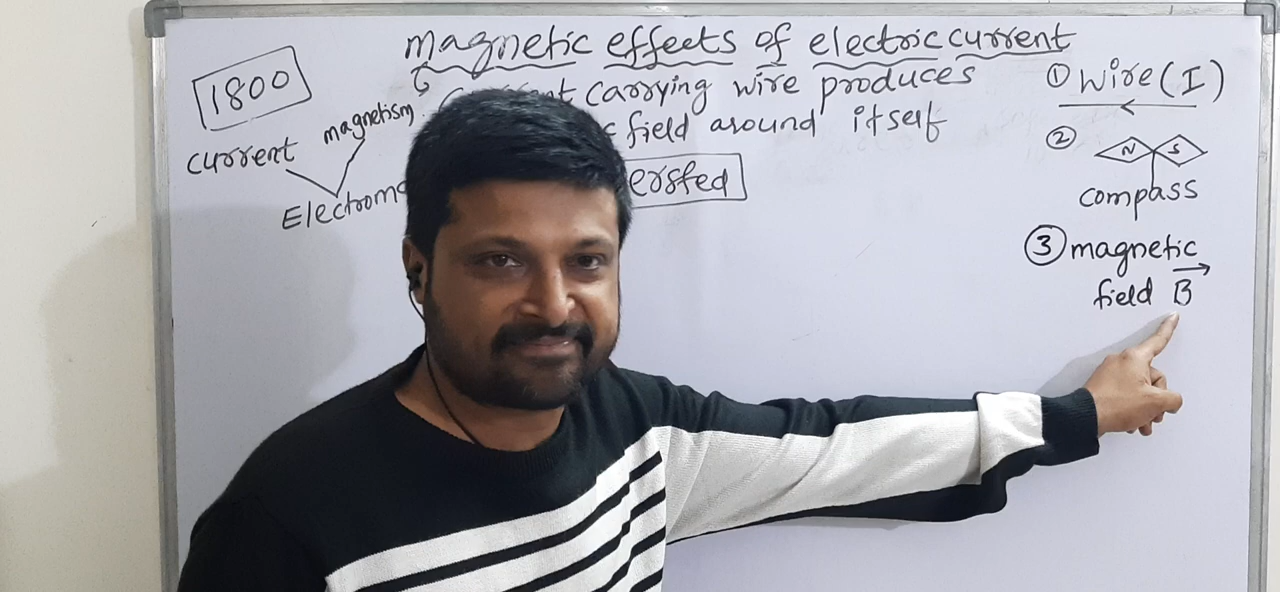 magnetic effects of electric current
1800
carrying wire produces
field around itself
current
magnetism
① Wire (I)
②
N S
compass
③ magnetic
field B